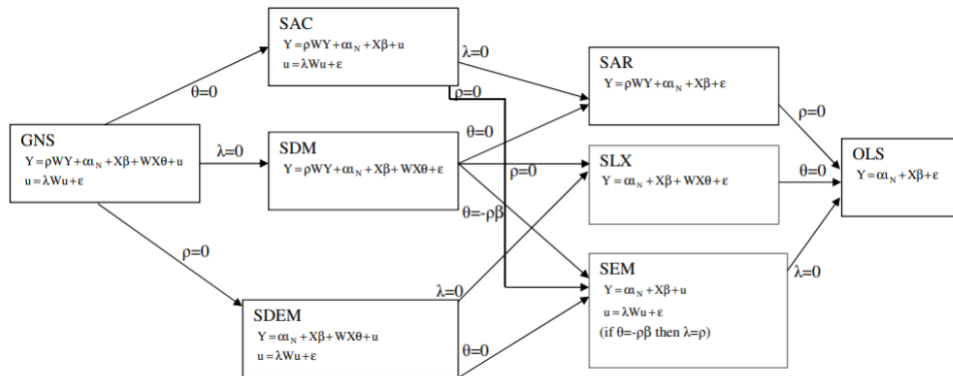 SAC
Y=ρWY+αι_N+Xβ+u
u=λWu+ε
λ=0
SAR
Y=ρWY+αι_N+Xβ+ε
ρ=0
θ=0
ρ=0
GNS
Y=ρWY+αι_N+Xβ+WXθ+u
u=λWu+ε
λ=0
SDM
Y=ρWY+αι_N+Xβ+WXθ+ε
θ=0
ρ=0
θ=-ρβ
SLX
Y=αι_N+Xβ+WXθ+ε
θ=0
OLS
Y=αι_N+Xβ+ε
ρ=0
SDEM
Y=αι_N+Xβ+WXθ+u
u=λWu+ε
λ=0
θ=0
SEM
Y=αι_N+Xβ+u
u=λWu+ε
(if θ=-ρβ then λ=ρ)
λ=0